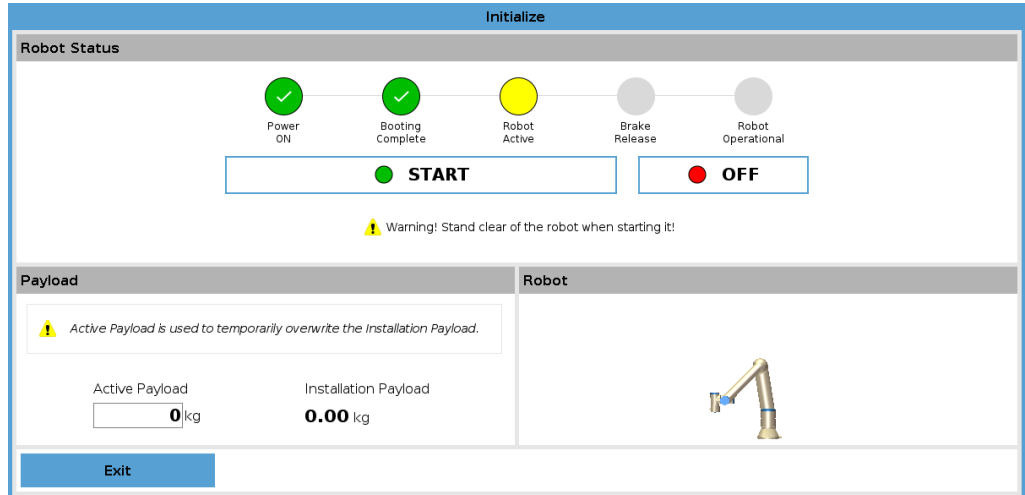 Initialize
Robot Status
Power
ON
Booting
Complete
Robot
Active
Brake
Release
Robot
Operational
START
OFF
Warning! Stand clear of the robot when starting it!
Payload
Active Payload is used to temporarily overwrite the Installation Payload.
Active Payload
0 kg
Installation Payload
0.00 kg
Robot
Exit